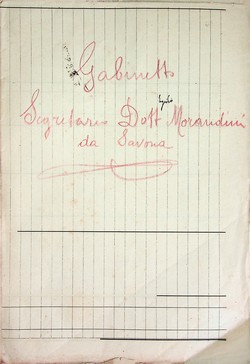 Gabinetto
Segretario Dott Morandini
da Savona